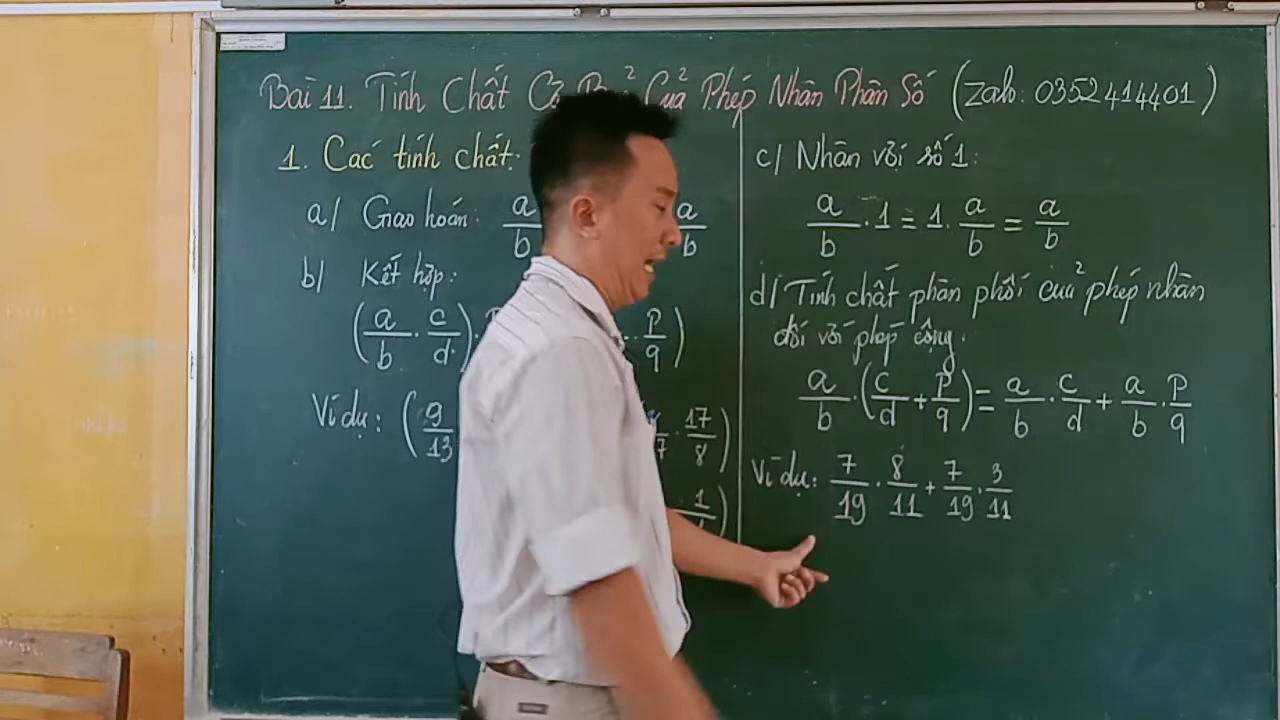 Bài 11. Tính Chất Cơ Của Phép Nhân Phân Số (Zalo: 0352414401)
1. Các tính chất:
a/ Giao hoán: a/b a/b
b/ Kết hợp:
(a/b . c/d) . p/q)
Ví dụ: (9/13 . 17/8)
. 1/
c/ Nhân với số 1:
a/b . 1 = 1 . a/b = a/b
d/ Tính chất phân phối của phép nhân
đối với phép cộng.
a/b . (c/d + p/q) = a/b . c/d + a/b . p/q
Ví dụ: 7/19 . 8/11 + 7/19 . 3/11